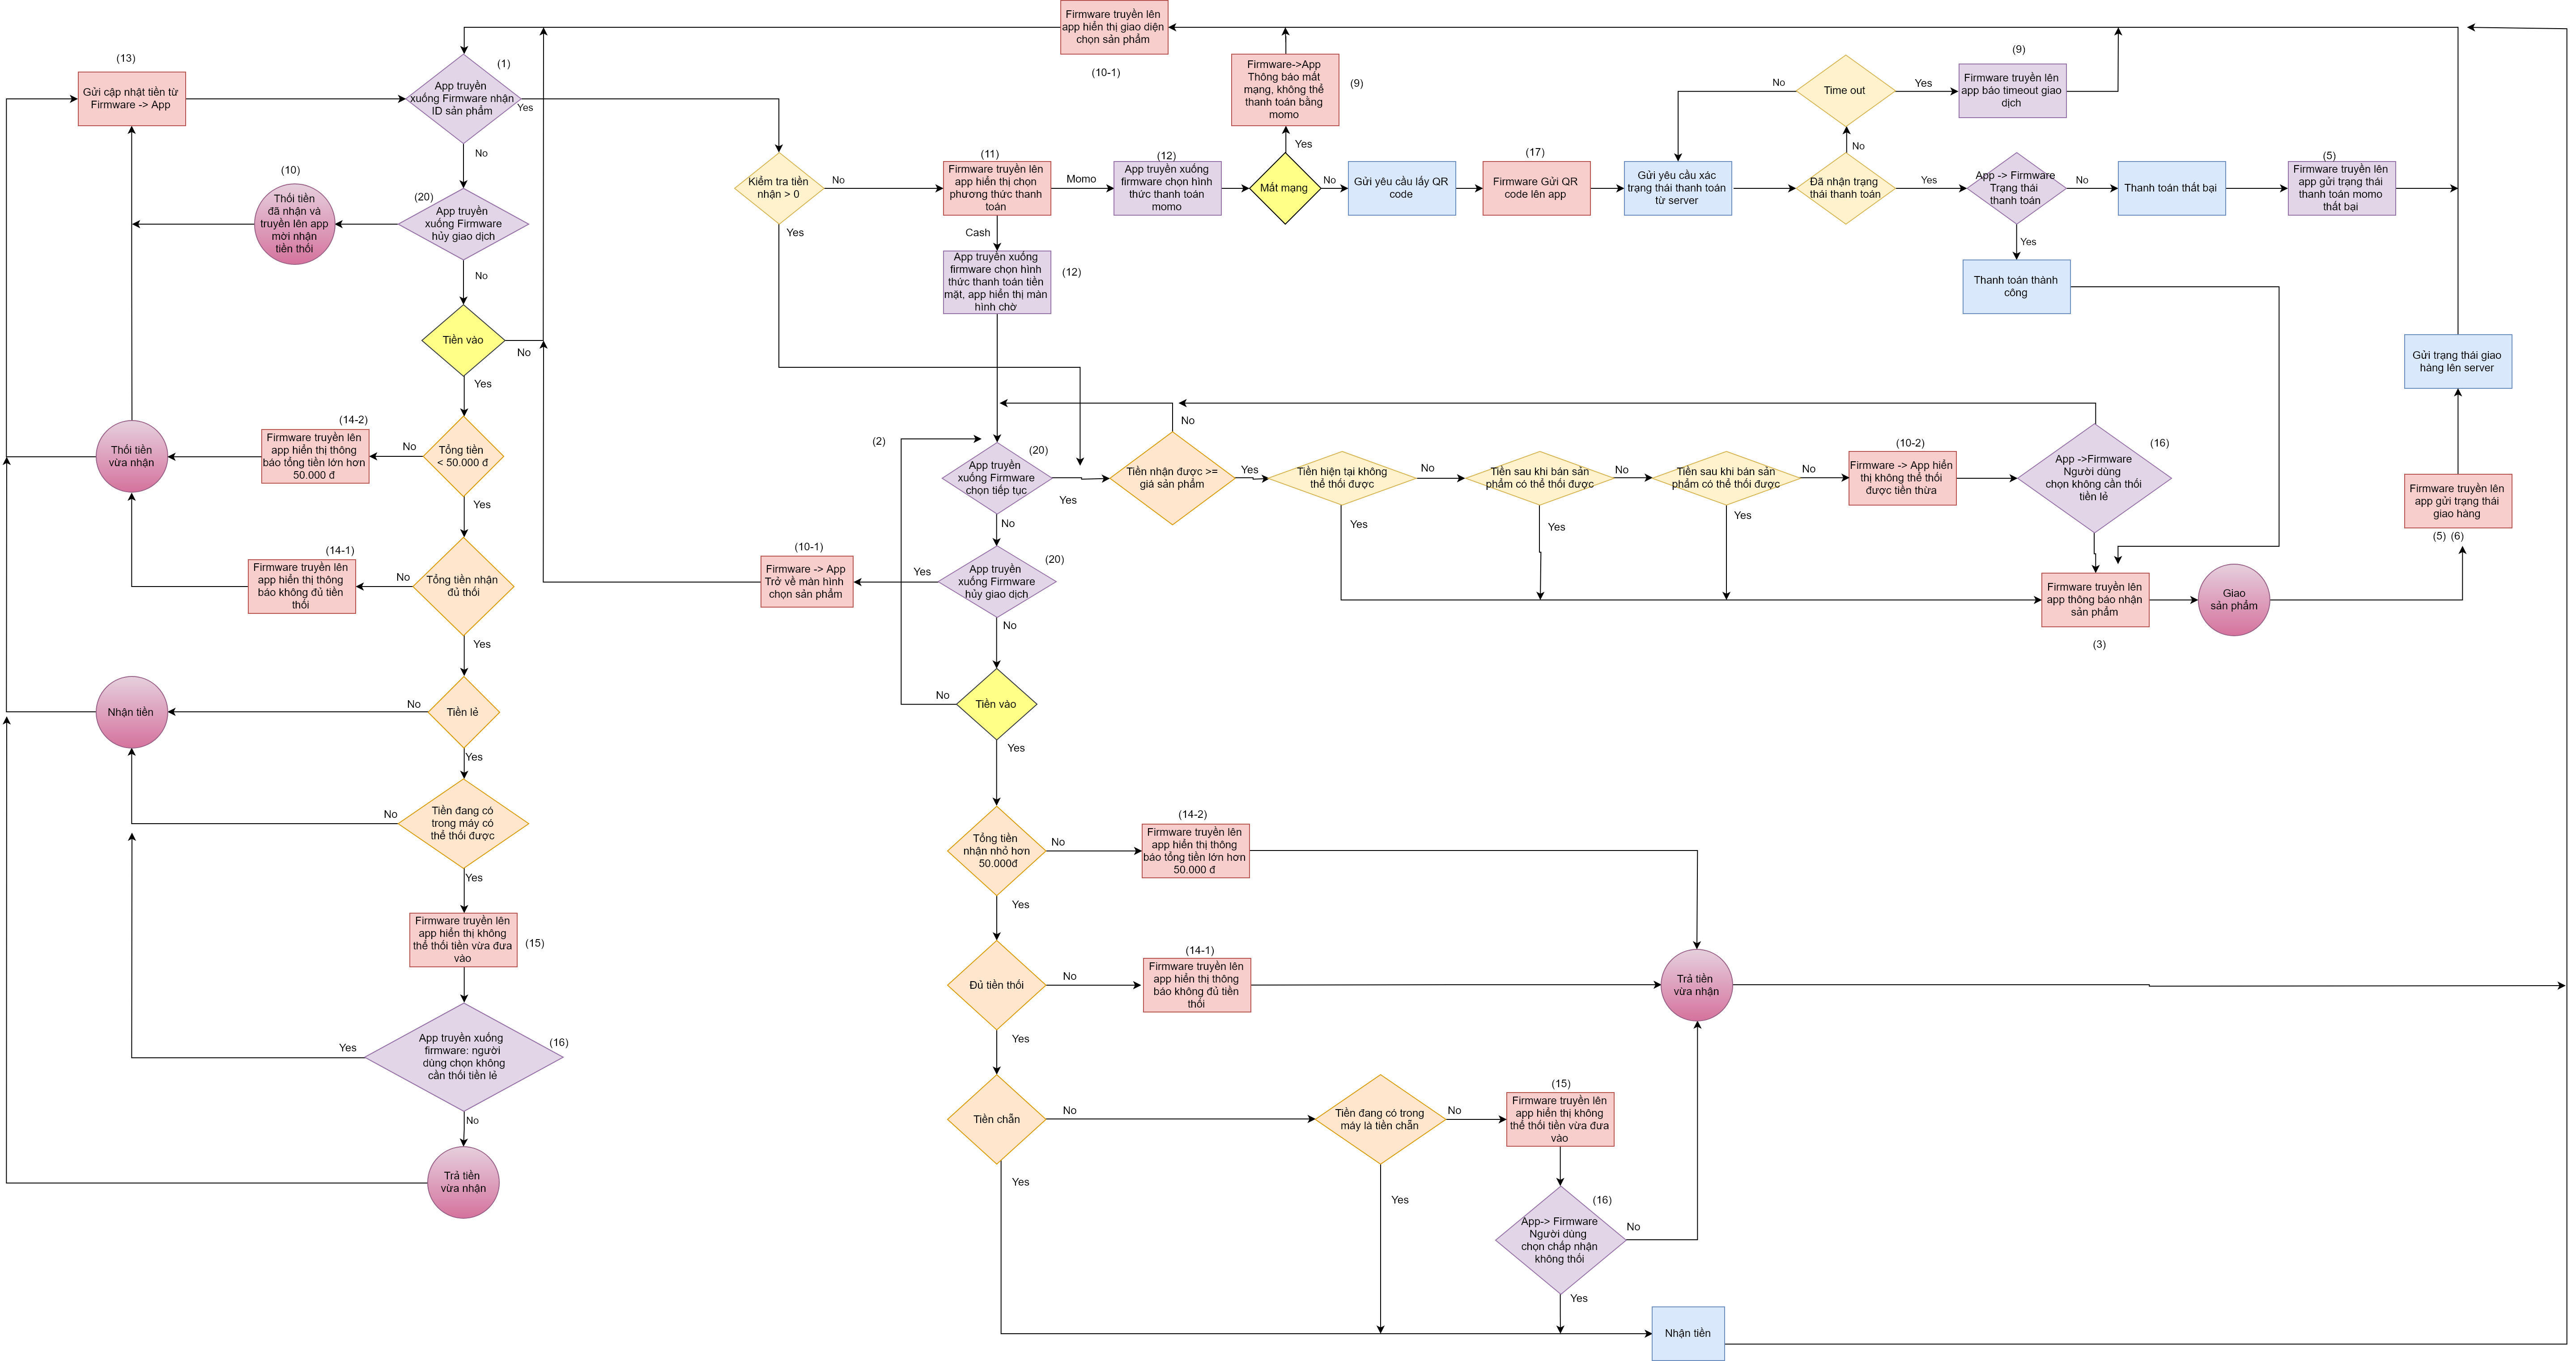 Firmware truyền lên
app hiển thị giao diện
chọn sản phẩm
(10-1)
(13)
Gửi cập nhật tiền từ
Firmware -> App
(1)
App truyền
xuống Firmware nhận
ID sản phẩm
Yes
No
(10)
Thối tiền
đã nhận và
truyền lên app
mời nhận
tiền thối
(20)
App truyền
xuống Firmware
hủy giao dịch
No
Tiền vào
No
Yes
Thối tiền
vừa nhận
(14-2)
Firmware truyền lên
app hiển thị thông
báo tổng tiền lớn hơn
50.000 đ
No
Tổng tiền
< 50.000 đ
Yes
(14-1)
Firmware truyền lên
app hiển thị thông
báo không đủ tiền
thối
No
Tổng tiền nhận
đủ thối
Yes
Nhận tiền
No
Tiền lẻ
Yes
No
Tiền đang có
trong máy có
thể thối được
Yes
Firmware truyền lên
app hiển thị không
thể thối tiền vừa đưa
vào
(15)
Yes
App truyền xuống
firmware: người
dùng chọn không
cần thối tiền lẻ
(16)
No
Trả tiền
vừa nhận
Kiểm tra tiền
nhận > 0
No
Yes
(11)
Firmware truyền lên
app hiển thị chọn
phương thức thanh
toán
Momo
Cash
(12)
App truyền xuống
firmware chọn hình
thức thanh toán
momo
Firmware->App
Thông báo mất
mạng, không thể
thanh toán bằng
momo
(9)
Yes
Mất mạng
No
Gửi yêu cầu lấy QR
code
(17)
Firmware Gửi QR
code lên app
Gửi yêu cầu xác
trạng thái thanh toán
từ server
No
Time out
Yes
(9)
Firmware truyền lên
app báo timeout giao
dịch
No
Đã nhận trạng
thái thanh toán
Yes
App -> Firmware
Trạng thái
thanh toán
No
Yes
Thanh toán thất bại
(5)
Firmware truyền lên
app gửi trạng thái
thanh toán momo
thất bại
Thanh toán thành
công
App truyền xuống
firmware chọn hình
thức thanh toán tiền
mặt, app hiển thị màn
hình chờ
(12)
Gửi trạng thái giao
hàng lên server
Firmware truyền lên
app gửi trạng thái
giao hàng
(5) (6)
(2)
(20)
App truyền
xuống Firmware
chọn tiếp tục
Yes
No
No
Tiền nhận được >=
giá sản phẩm
Yes
Tiền hiện tại không
thể thối được
No
Yes
Tiền sau khi bán sản
phẩm có thể thối được
No
Yes
Tiền sau khi bán sản
phẩm có thể thối được
No
Yes
(10-2)
Firmware -> App hiển
thị không thể thối
được tiền thừa
App ->Firmware
Người dùng
chọn không cần thối
tiền lẻ
(16)
Firmware truyền lên
app thông báo nhận
sản phẩm
(3)
Giao
sản phẩm
(10-1)
Firmware -> App
Trở về màn hình
chọn sản phẩm
Yes
App truyền
xuống Firmware
hủy giao dịch
(20)
No
No
Tiền vào
Yes
Tổng tiền
nhận nhỏ hơn
50.000đ
No
Yes
(14-2)
Firmware truyền lên
app hiển thị thông
báo tổng tiền lớn hơn
50.000 đ
Đủ tiền thối
No
Yes
(14-1)
Firmware truyền lên
app hiển thị thông
báo không đủ tiền
thối
Trả tiền
vừa nhận
Tiền chẵn
No
Yes
Tiền đang có trong
máy là tiền chẵn
No
Yes
(15)
Firmware truyền lên
app hiển thị không
thể thối tiền vừa đưa
vào
(16)
App-> Firmware
Người dùng
chọn chấp nhận
không thối
No
Yes
Nhận tiền